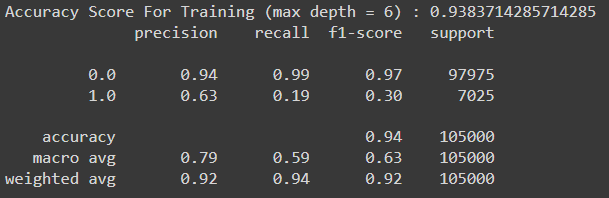 Accuracy Score For Training (max depth = 6) : 0.9383714285714285
precision recall f1-score support
0.0 0.94 0.99 0.97 97975
1.0 0.63 0.19 0.30 7025
accuracy 0.94 105000
macro avg 0.79 0.59 0.63 105000
weighted avg 0.92 0.94 0.92 105000